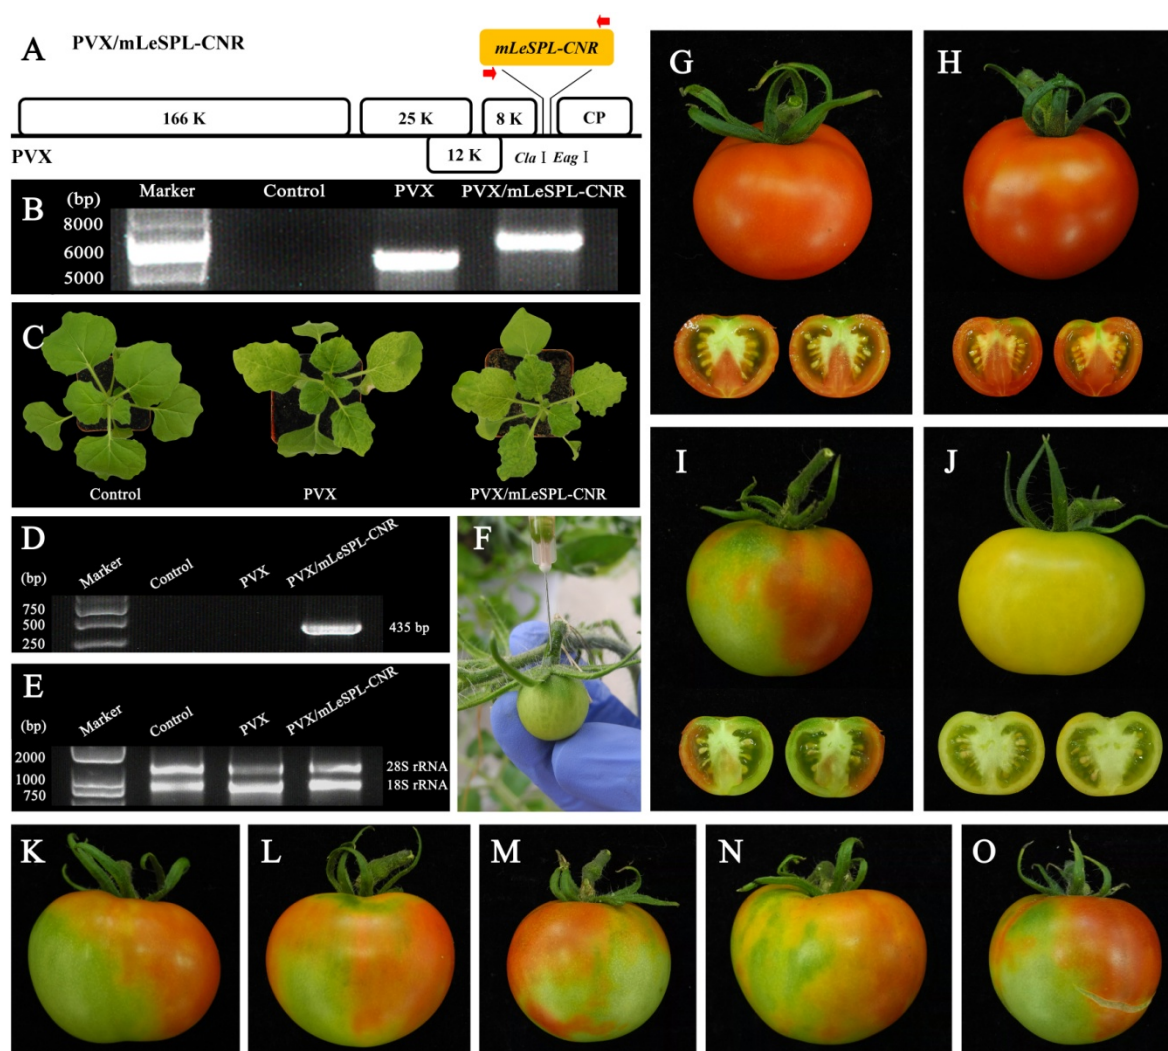 A
PVX/mLeSPL-CNR
mLeSPL-CNR
166 K
25 K
8 K
CP
PVX
12 K
Cla I
Eag I
B
(bp)
Marker
Control
PVX
PVX/mLeSPL-CNR
8000
6000
5000
C
Control
PVX
PVX/mLeSPL-CNR
D
(bp)
Marker
Control
PVX
PVX/mLeSPL-CNR
750
500
250
435 bp
E
(bp)
Marker
Control
PVX
PVX/mLeSPL-CNR
2000
1000
750
28S rRNA
18S rRNA
F
G
H
I
J
K
L
M
N
O